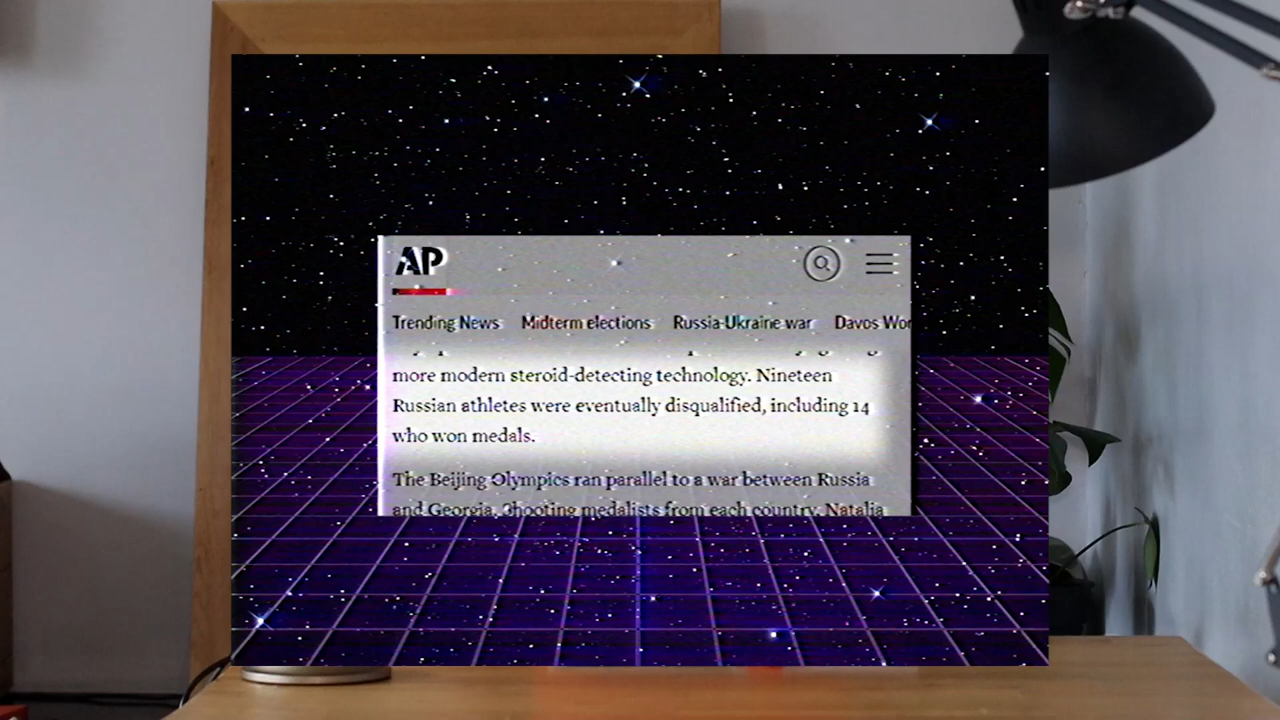 AP
Trending News Midterm elections Russia-Ukraine war Davos Wor
more modern steroid-detecting technology. Nineteen
Russian athletes were eventually disqualified, including 14
who won medals.
The Beijing Olympics ran parallel to a war between Russia
and Georgia. Shooting medalists from each country, Natalia